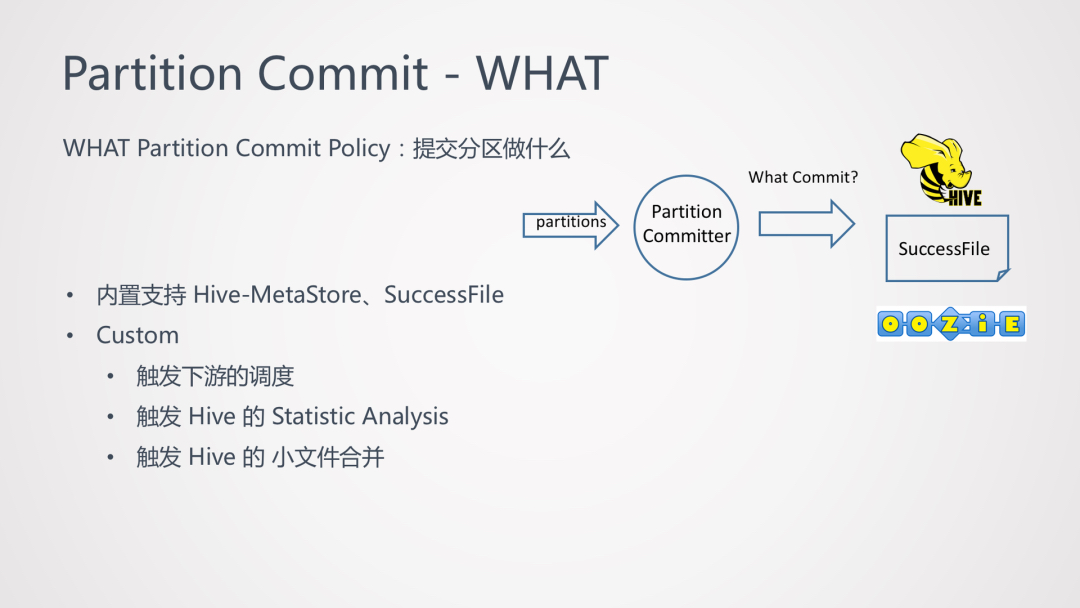 Partition Commit - WHAT
WHAT Partition Commit Policy：提交分区做什么
What Commit?
partitions
Partition
Committer
HIVE
SuccessFile
OOZiE
• 内置支持 Hive-MetaStore、SuccessFile
• Custom
• 触发下游的调度
• 触发 Hive 的 Statistic Analysis
• 触发 Hive 的 小文件合并